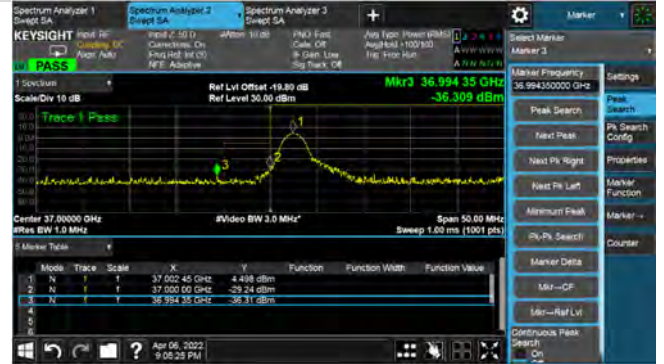 Spectrum Analyzer 1
Swept SA
Spectrum Analyzer 2
Swept SA
Spectrum Analyzer 3
Swept SA
+
Marker
KEYSIGHT
Input: RF
Coupling: DC
Align: Auto
Input Z: 50 Ω
Corrections: On
Freq Ref: Int (S)
NFE: Adaptive
#Atten: 10 dB
PNO: Fast
Gate: Off
IF Gain: Low
Sig Track: Off
Avg Type: Power (RMS)
Avg|Hold: >100/100
Trig: Free Run
PASS
Select Marker
Marker 3
1 Spectrum
Scale/Div 10 dB
Ref Lvl Offset -19.89 dB
Ref Level 30.00 dBm
Mkr3 36.994 35 GHz
-36.309 dBm
Trace 1 Pass
1
2
3
Center 37.00000 GHz
#Res BW 1.0 MHz
#Video BW 3.0 MHz*
Span 50.00 MHz
Sweep 1.00 ms (1001 pts)
5 Marker Table
Mode Trace Scale X Y Function Function Width Function Value
1 N 1 f 37.002 45 GHz 4.498 dBm
2 N 1 f 37.000 00 GHz -29.24 dBm
3 N 1 f 36.994 35 GHz -36.31 dBm
4
5
6
Marker Frequency
36.994350000 GHz
Peak Search
Next Peak
Next Pk Right
Next Pk Left
Minimum Peak
Pk-Pk Search
Marker Delta
Mkr→CF
Mkr→Ref Lvl
Continuous Peak
Search
On
Off
Settings
Peak
Search
Pk Search
Config
Properties
Marker
Function
Marker→
Counter
?
Apr 06, 2022
9:05:25 PM